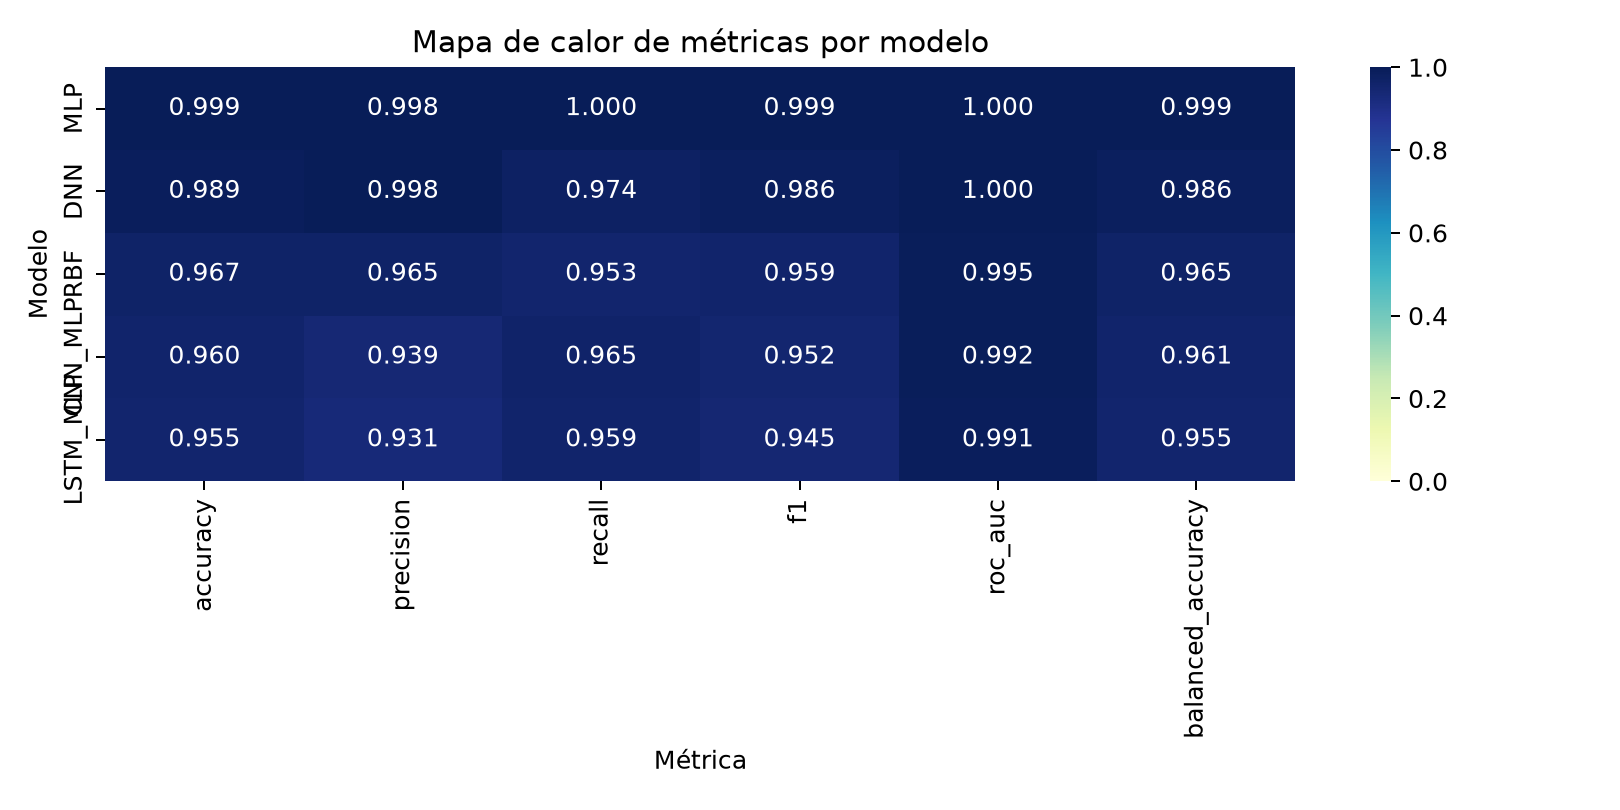 Mapa de calor de métricas por modelo
Modelo
MLP 0.999 0.998 1.000 0.999 1.000 0.999
DNN 0.989 0.998 0.974 0.986 1.000 0.986
RBF 0.967 0.965 0.953 0.959 0.995 0.965
CNN_MLP 0.960 0.939 0.965 0.952 0.992 0.961
LSTM_MLP 0.955 0.931 0.959 0.945 0.991 0.955
accuracy precision recall f1 roc_auc balanced_accuracy
Métrica
1.0
0.8
0.6
0.4
0.2
0.0